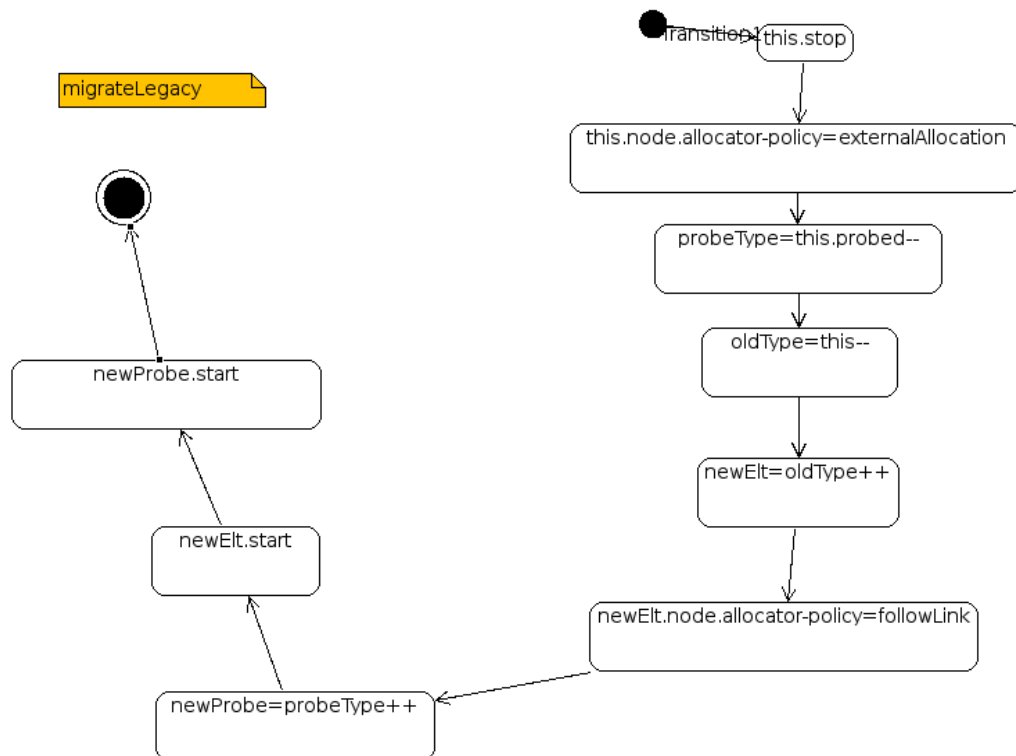 Transition1
this.stop
migrateLegacy
this.node.allocator-policy=externalAllocation
probeType=this.probed--
oldType=this--
newProbe.start
newElt=oldType++
newElt.start
newElt.node.allocator-policy=followLink
newProbe=probeType++